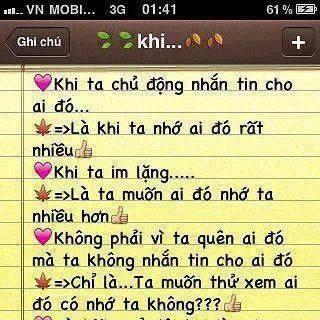 VN MOBI... 3G 01:41 61 %
Ghi chú 🍃🍃khi...🍂🍂 +
💗Khi ta chủ động nhắn tin cho
ai đó...
🍁=>Là khi ta nhớ ai đó rất
nhiều👍
💗Khi ta im lặng.....
🍁=>Là ta muốn ai đó nhớ ta
nhiều hơn👍
💗Không phải vì ta quên ai đó
mà ta không nhắn tin cho ai đó
🍁=>Chỉ là...Ta muốn thử xem ai
đó có nhớ ta không???👍